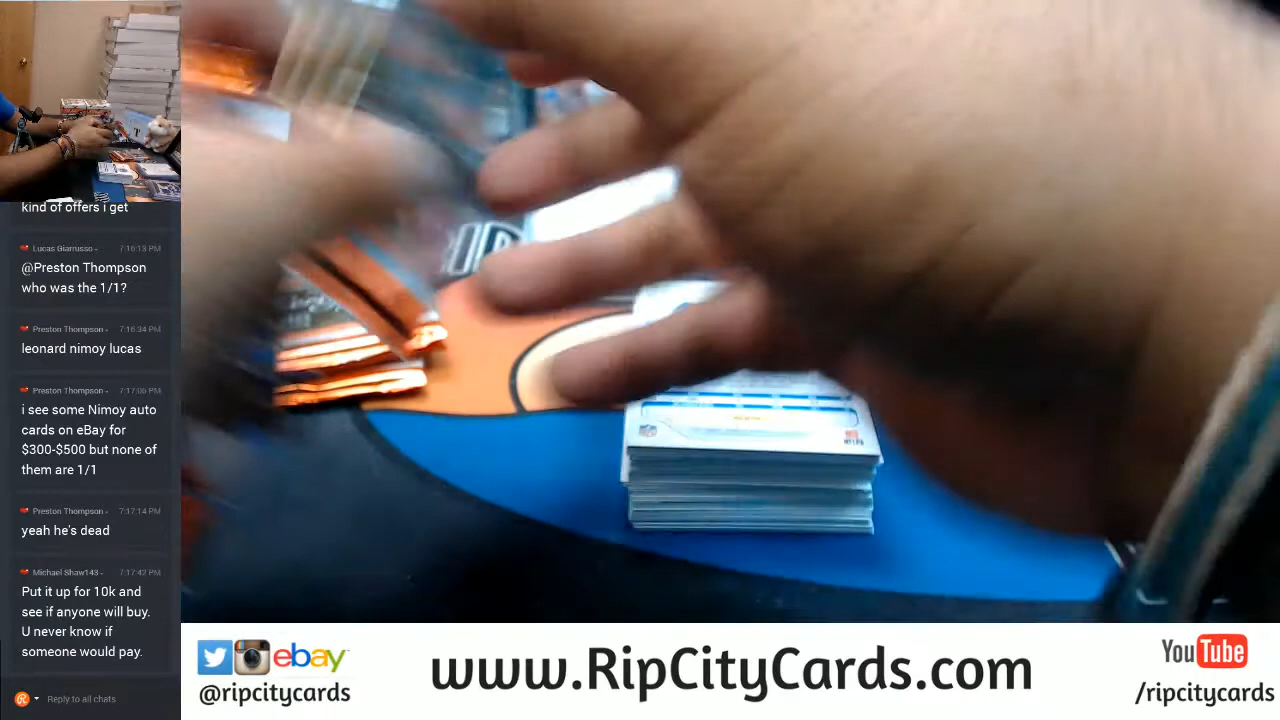 kind of offers i get
Lucas Giarrusso - 7:16:13 PM
@Preston Thompson
who was the 1/1?
Preston Thompson - 7:16:34 PM
leonard nimoy lucas
Preston Thompson - 7:17:06 PM
i see some Nimoy auto
cards on eBay for
$300-$500 but none of
them are 1/1
Preston Thompson - 7:17:14 PM
yeah he's dead
Michael Shaw143 - 7:17:42 PM
Put it up for 10k and
see if anyone will buy.
U never know if
someone would pay.
Reply to all chats
ebay
@ripcitycards
www.RipCityCards.com
YouTube
/ripcitycards